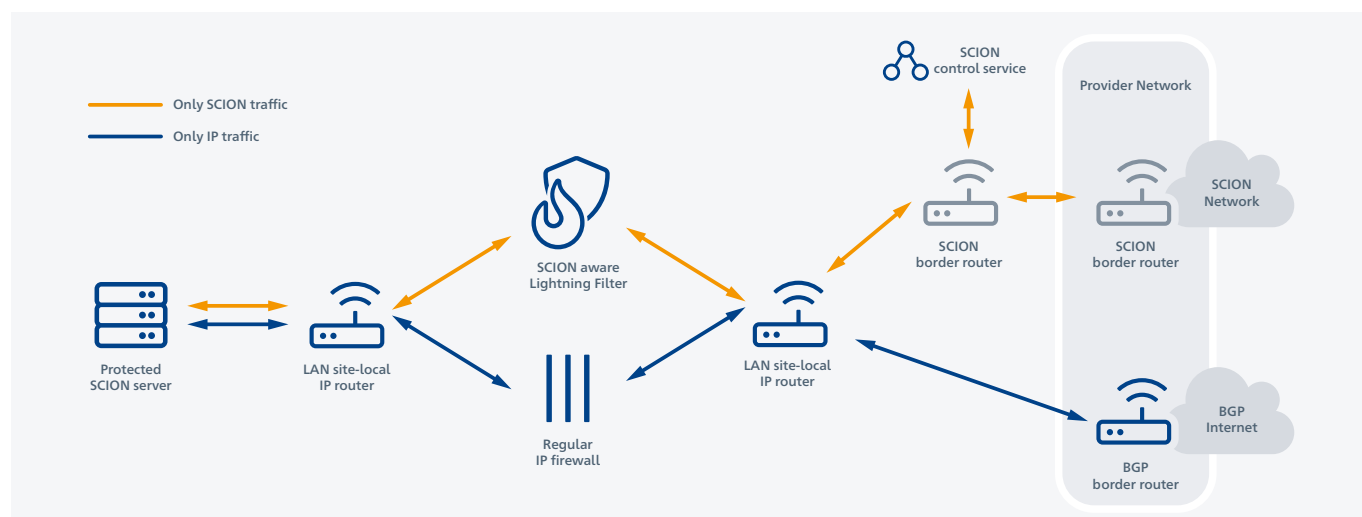 Only SCION traffic
Only IP traffic
SCION
control service
Provider Network
SCION
Network
SCION
border router
SCION
border router
SCION aware
Lightning Filter
Protected
SCION server
LAN site-local
IP router
LAN site-local
IP router
Regular
IP firewall
BGP
Internet
BGP
border router